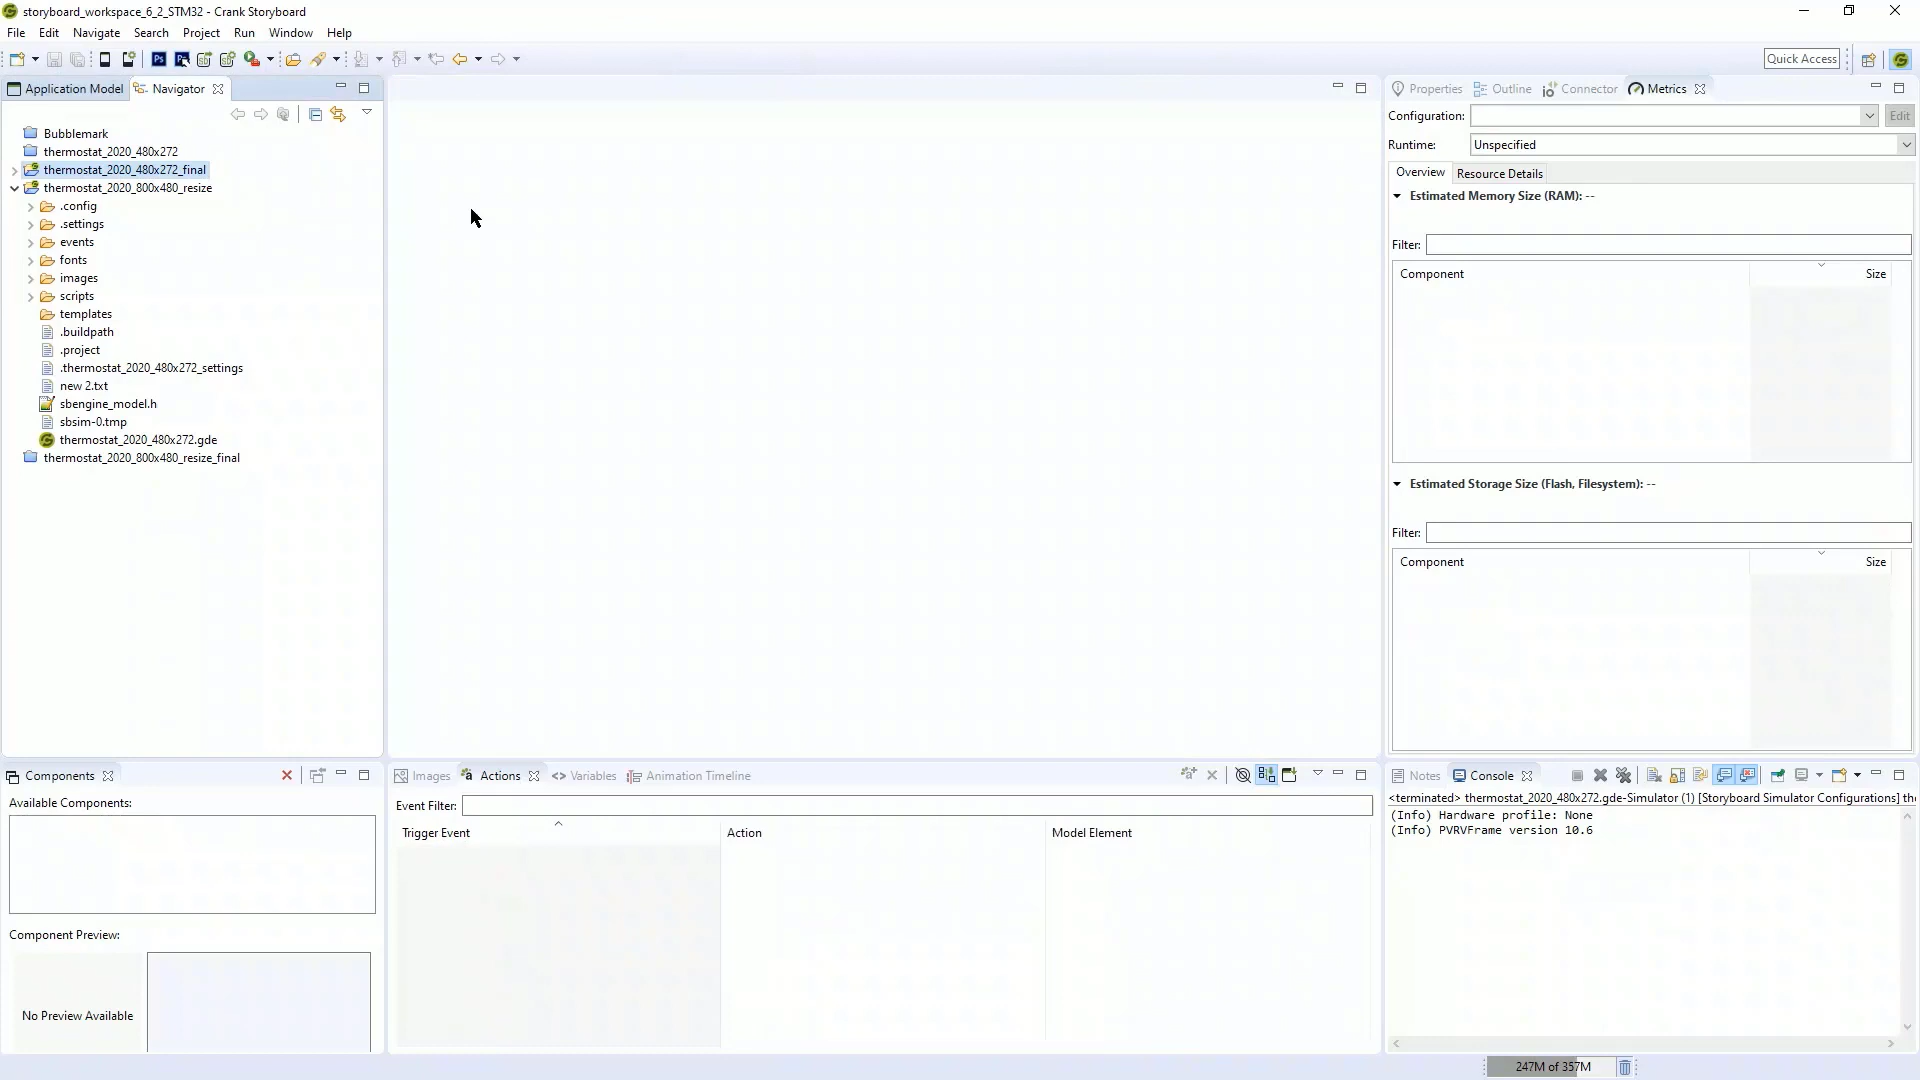 storyboard_workspace_6_2_STM32 - Crank Storyboard
File Edit Navigate Search Project Run Window Help
Quick Access
Application Model Navigator
Bubblemark
thermostat_2020_480x272
thermostat_2020_480x272_final
thermostat_2020_800x480_resize
.config
.settings
events
fonts
images
scripts
templates
.buildpath
.project
.thermostat_2020_480x272_settings
new 2.txt
sbengine_model.h
sbsim-0.tmp
thermostat_2020_480x272.gde
thermostat_2020_800x480_resize_final
Properties Outline Connector Metrics
Configuration: Edit
Runtime: Unspecified
Overview Resource Details
Estimated Memory Size (RAM): --
Filter:
Component Size
Estimated Storage Size (Flash, Filesystem): --
Filter:
Component Size
Components
Available Components:
Component Preview:
No Preview Available
Images Actions Variables Animation Timeline
Event Filter:
Trigger Event Action Model Element
Notes Console
<terminated> thermostat_2020_480x272.gde-Simulator (1) [Storyboard Simulator Configurations] th
(Info) Hardware profile: None
(Info) PVRVFrame version 10.6
247M of 357M